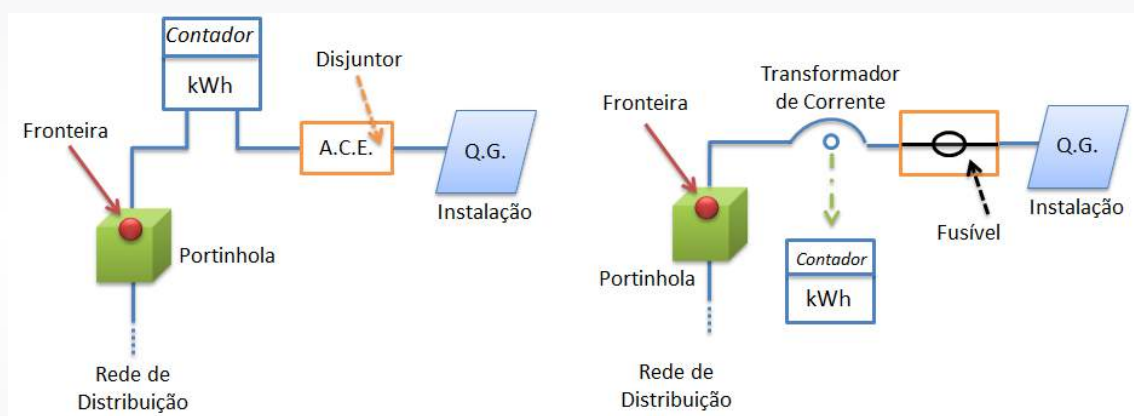 Contador
kWh
Disjuntor
Fronteira
A.C.E.
Q.G.
Instalação
Portinhola
Rede de
Distribuição
Transformador
de Corrente
Fronteira
Q.G.
Instalação
Fusível
Portinhola
Contador
kWh
Rede de
Distribuição